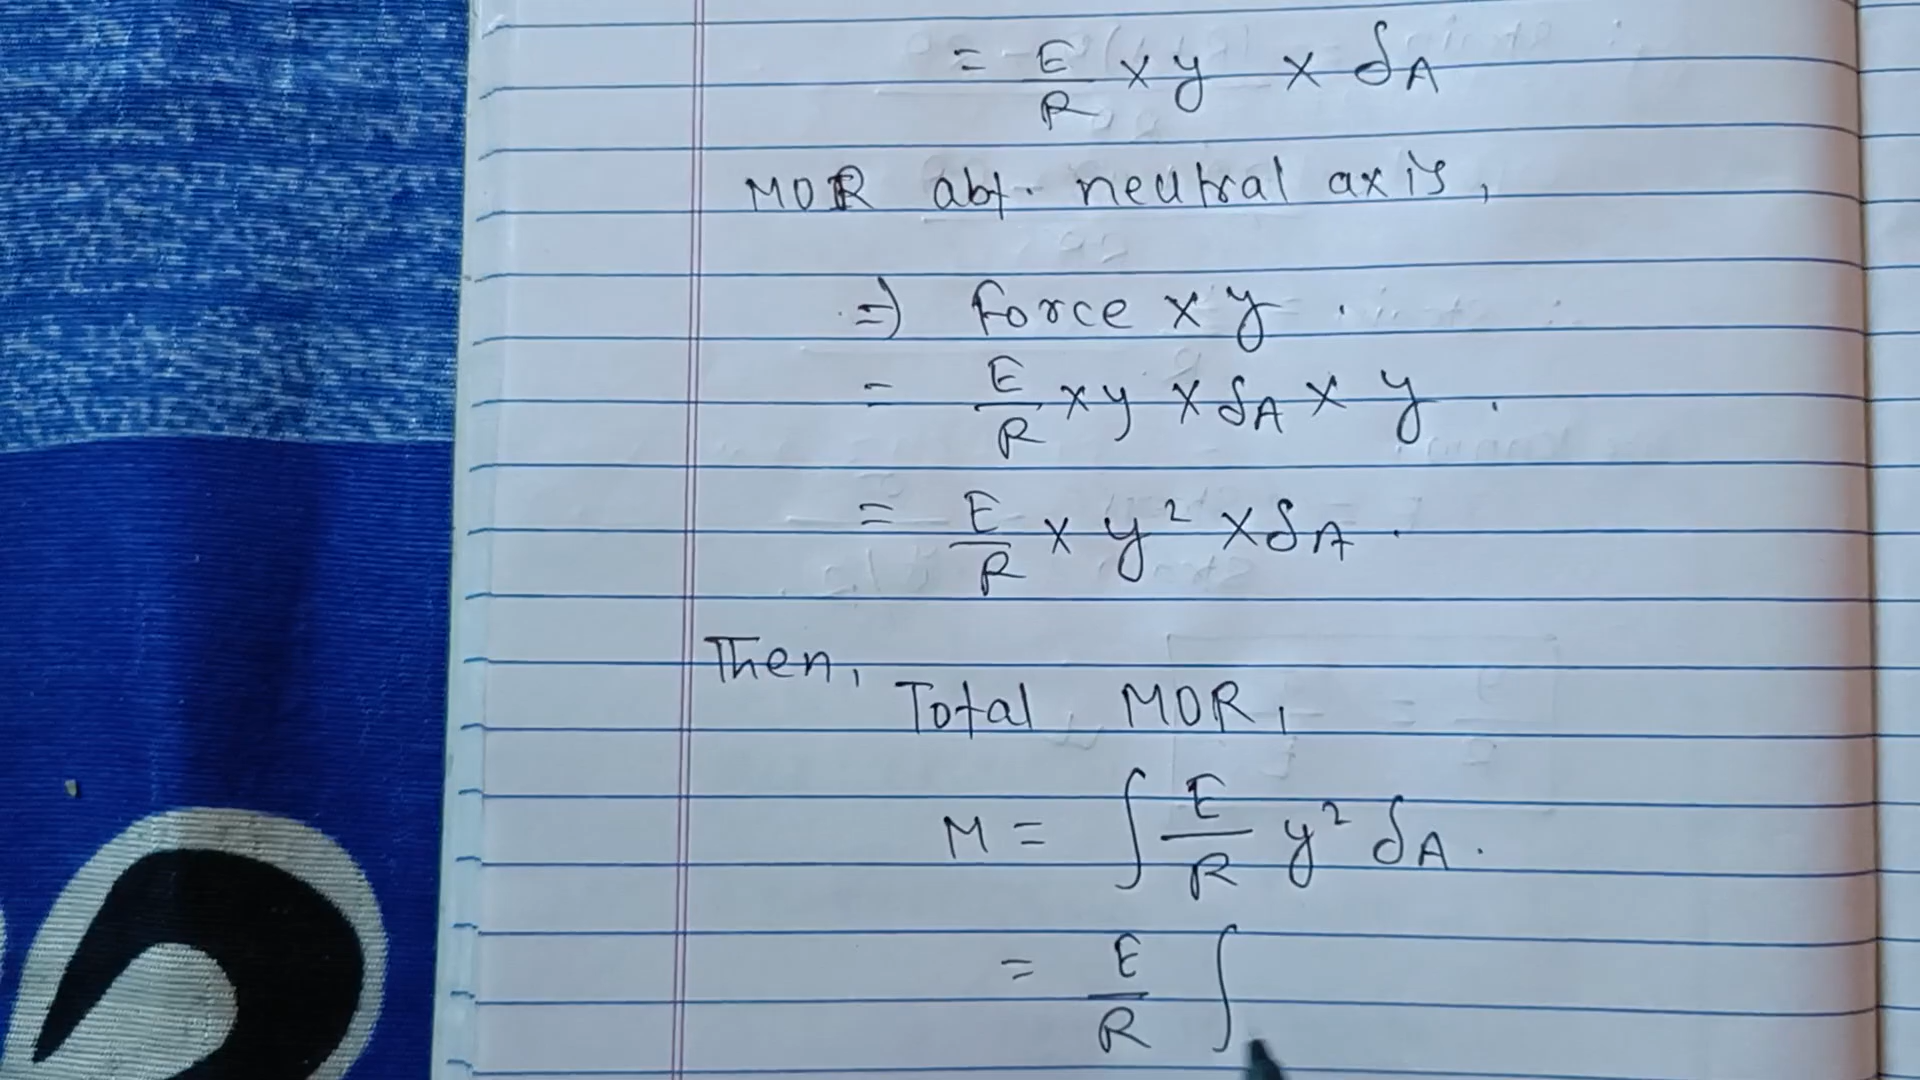 = E/R × y × δA
MOR abt. neutral axis,
⇒ Force × y .
= E/R × y × δA × y .
= E/R × y² × δA .
Then,
Total MOR,
M = ∫ E/R y² δA .
= E/R ∫